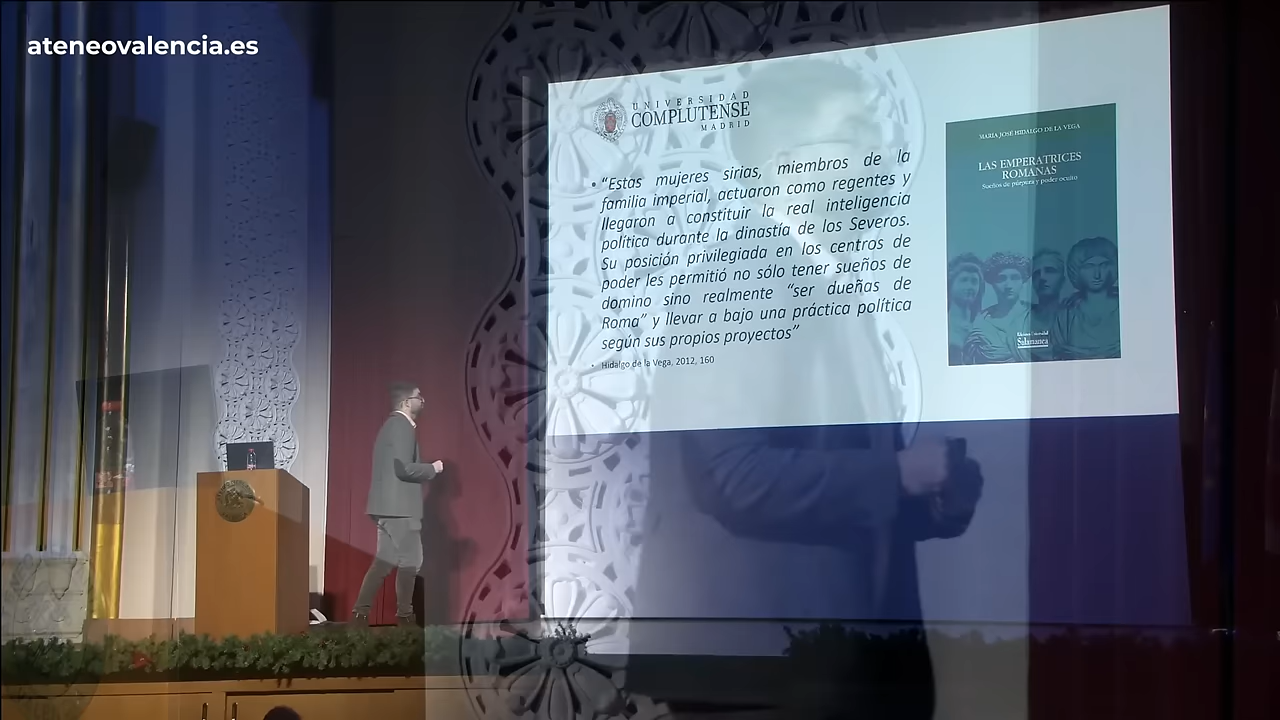 ateneovalencia.es
UNIVERSIDAD
COMPLUTENSE
MADRID
• “Estas mujeres sirias, miembros de la
familia imperial, actuaron como regentes y
llegaron a constituir la real inteligencia
política durante la dinastía de los Severos.
Su posición privilegiada en los centros de
poder les permitió no sólo tener sueños de
domino sino realmente “ser dueñas de
Roma” y llevar a bajo una práctica política
según sus propios proyectos”
• Hidalgo de la Vega, 2012, 160
MARÍA JOSÉ HIDALGO DE LA VEGA
LAS EMPERATRICES
ROMANAS
Sueños de púrpura y poder oculto
Salamanca